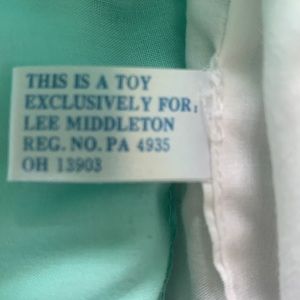 THIS IS A TOY
EXCLUSIVELY FOR:
LEE MIDDLETON
REG. NO. PA 4935
OH 13903